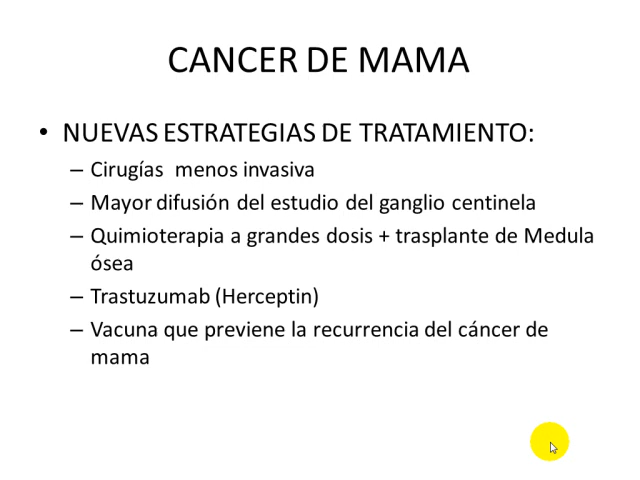 CANCER DE MAMA
• NUEVAS ESTRATEGIAS DE TRATAMIENTO:
– Cirugías menos invasiva
– Mayor difusión del estudio del ganglio centinela
– Quimioterapia a grandes dosis + trasplante de Medula
ósea
– Trastuzumab (Herceptin)
– Vacuna que previene la recurrencia del cáncer de
mama